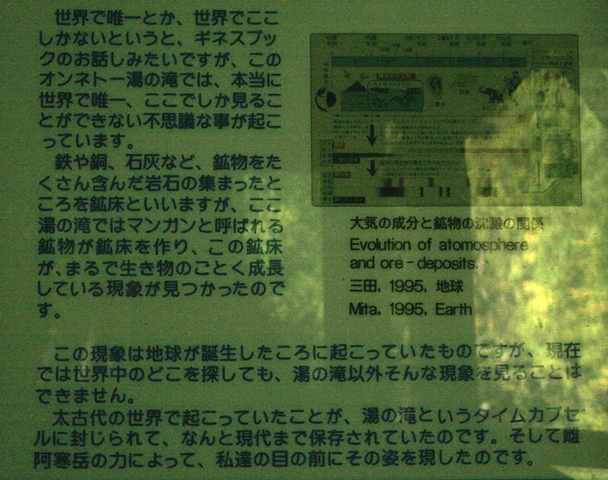 世界で唯一とか、世界でここ
しかないというと、ギネスブッ
クのお話しみたいですが、この
オンネトー湯の滝では、本当に
世界で唯一、ここでしか見るこ
とができない不思議な事が起こ
っています。
鉄や銅、石灰など、鉱物をた
くさん含んだ岩石の集まったと
ころを鉱床といいますが、ここ
湯の滝ではマンガンと呼ばれる
鉱物が鉱床を作り、この鉱床
が、まるで生き物のごとく成長
している現象が見つかったので
す。
大気の成分と鉱物の沈澱の関係
Evolution of atomosphere
and ore-deposits.
三田, 1995, 地球
Mita, 1995, Earth
この現象は地球が誕生したころに起こっていたものですが、現在
では世界中のどこを探しても、湯の滝以外そんな現象を見ることは
できません。
太古代の世界で起こっていたことが、湯の滝というタイムカプセ
ルに封じられて、なんと現代まで保存されていたのです。そして雌
阿寒岳の力によって、私達の目の前にその姿を現したのです。